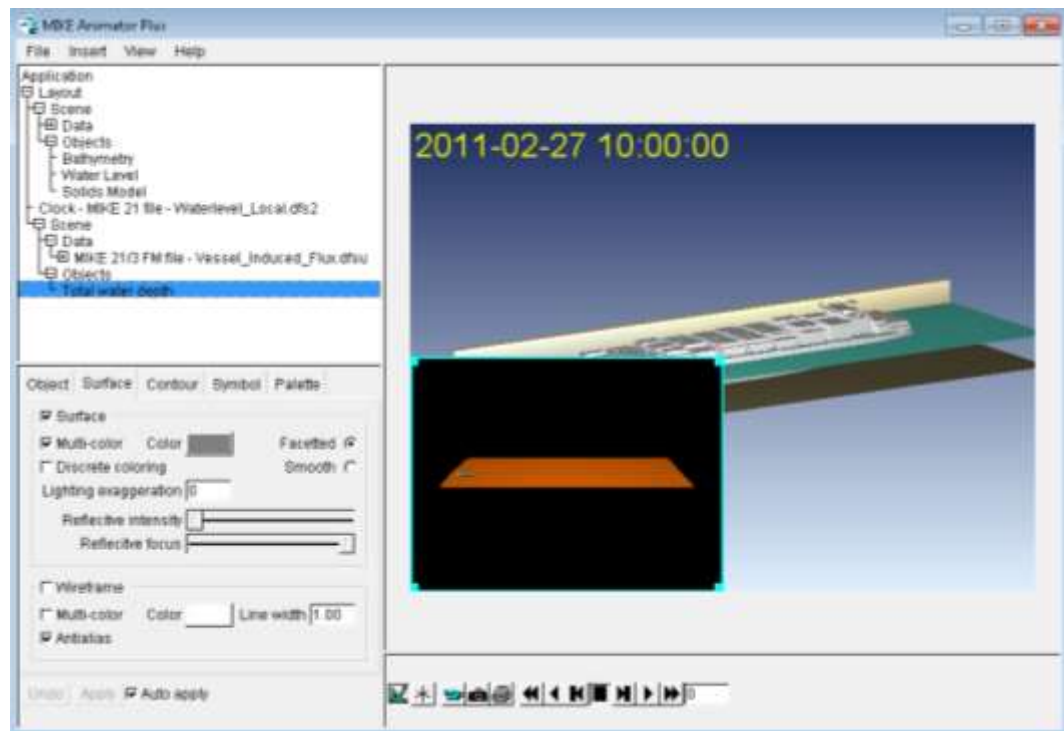 MIKE Animator Plus
File Insert View Help
Application
Layout
Scene
Data
Objects
Bathymetry
Water Level
Solids Model
Clock - MIKE 21 file - Waterlevel_Local.dfs2
Scene
Data
MIKE 21/3 FM file - Vessel_Induced_Flux.dfsu
Objects
Total water depth
2011-02-27 10:00:00
Object Surface Contour Symbol Palette
Surface
Multi-color Color Facetted
Discrete coloring Smooth
Lighting exaggeration 0
Reflective intensity
Reflecitve focus
Wireframe
Multi-color Color Line width 1.00
Antialias
Undo Apply Auto apply
0